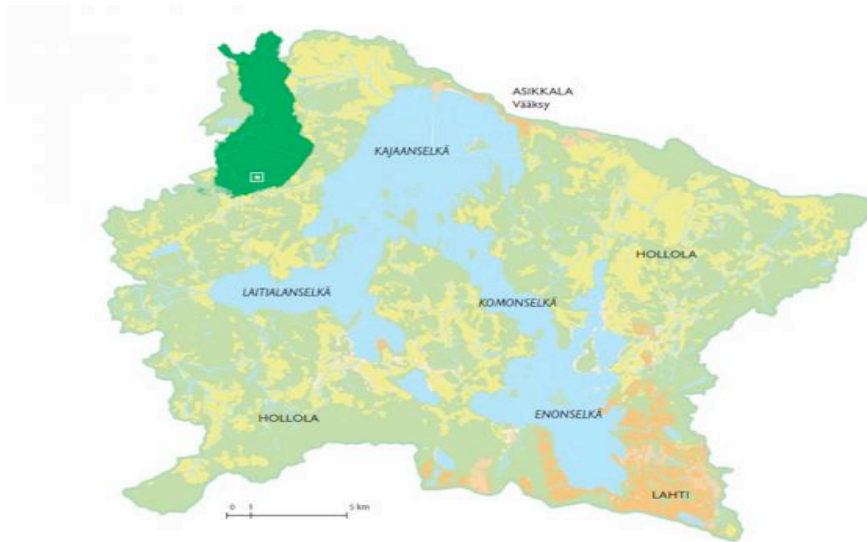 ASIKKALA
Vääksy
KAJAANSELKÄ
HOLLOLA
LAITIALANSELKÄ
KOMONSELKÄ
HOLLOLA
ENONSELKÄ
LAHTI
0 1 5 km